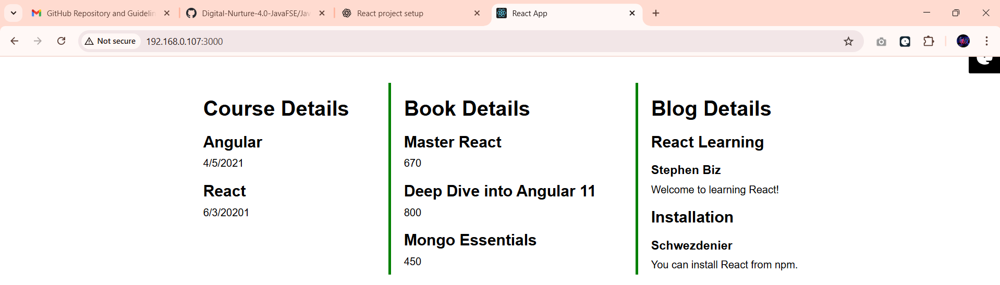 GitHub Repository and Guidelin
Digital-Nurture-4.0-JavaFSE/Jav
React project setup
React App
Not secure
192.168.0.107:3000
Course Details
Angular
4/5/2021
React
6/3/20201
Book Details
Master React
670
Deep Dive into Angular 11
800
Mongo Essentials
450
Blog Details
React Learning
Stephen Biz
Welcome to learning React!
Installation
Schwezdenier
You can install React from npm.